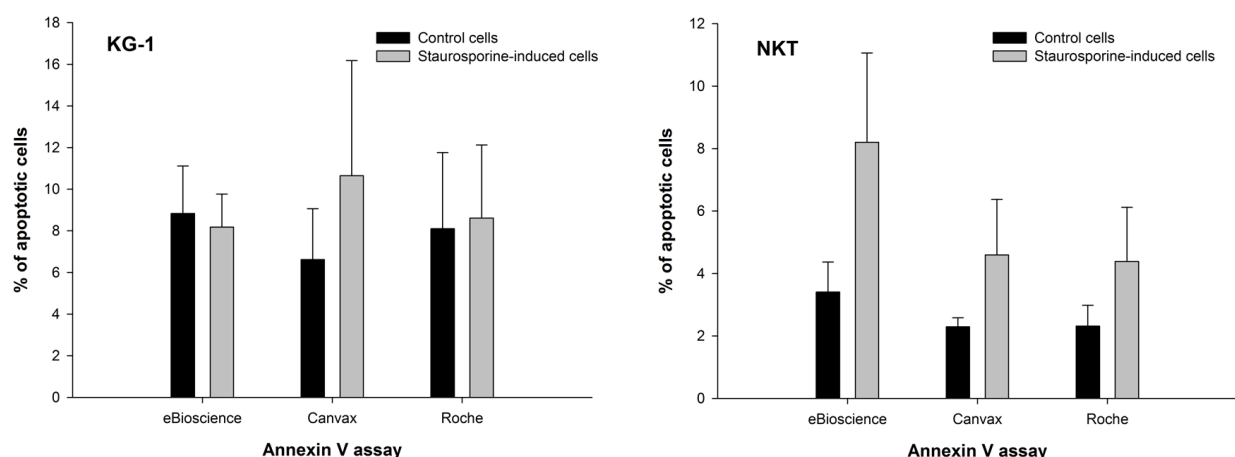 KG-1
Control cells
Staurosporine-induced cells
% of apoptotic cells
18
16
14
12
10
8
6
4
2
0
eBioscience Canvax Roche
Annexin V assay
NKT
Control cells
Staurosporine-induced cells
% of apoptotic cells
12
10
8
6
4
2
0
eBioscience Canvax Roche
Annexin V assay